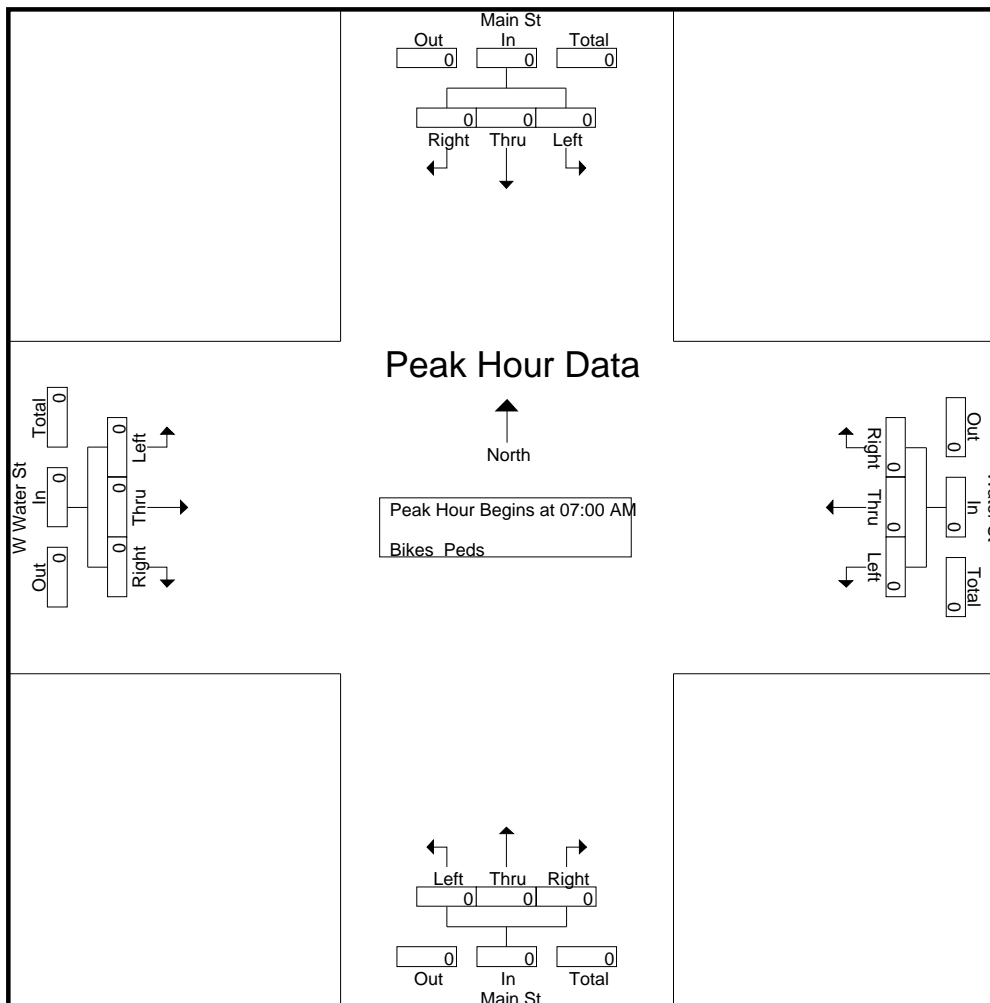 Main St
Out In Total
0 0 0
0 0 0
Right Thru Left
Peak Hour Data
North
Peak Hour Begins at 07:00 AM
Bikes Peds
W Water St
Total In Out
0 0 0
0 0 0
Left Thru Right
Out In Total
0 0 0
0 0 0
Right Thru Left
Left Thru Right
0 0 0
0 0 0
Out In Total
Main St